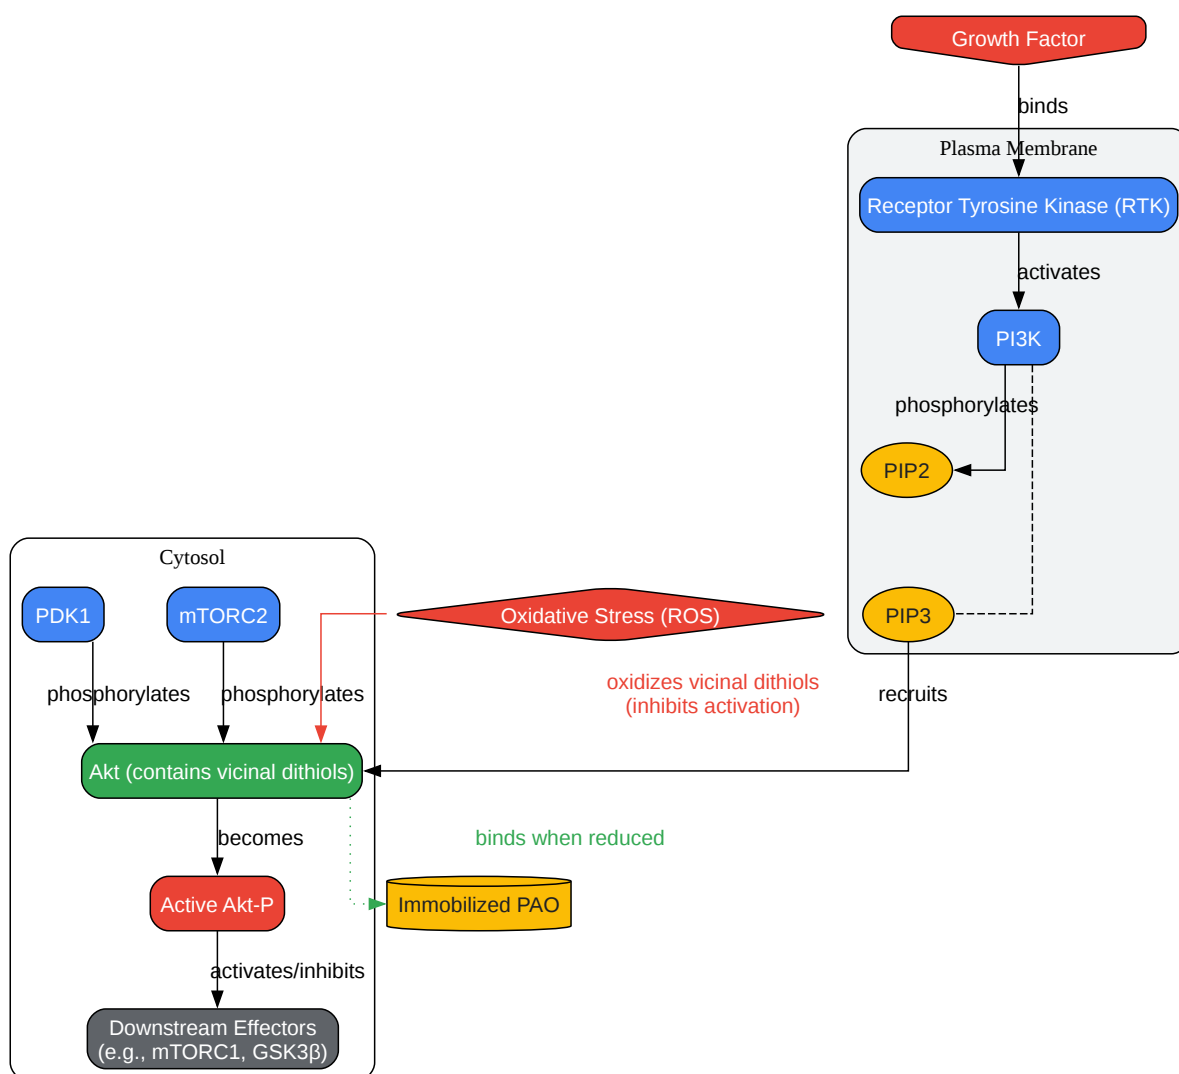 Growth Factor
binds
Plasma Membrane
Receptor Tyrosine Kinase (RTK)
activates
PI3K
phosphorylates
PIP2
Cytosol
PDK1
mTORC2
Oxidative Stress (ROS)
PIP3
phosphorylates
phosphorylates
oxidizes vicinal dithiols
(inhibits activation)
recruits
Akt (contains vicinal dithiols)
becomes
binds when reduced
Active Akt-P
Immobilized PAO
activates/inhibits
Downstream Effectors
(e.g., mTORC1, GSK3β)